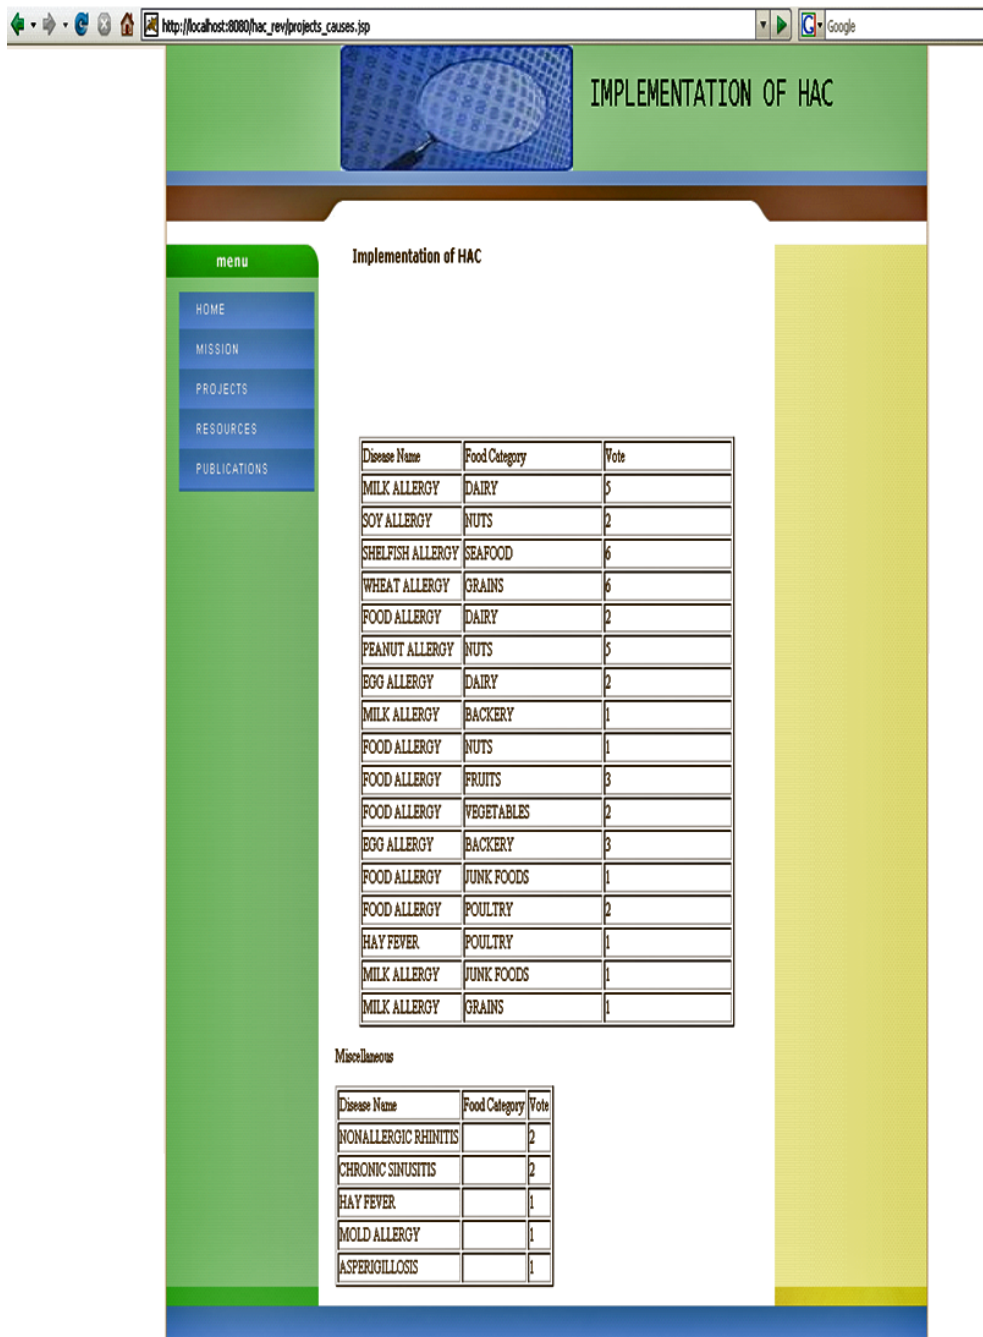 http://localhost:8080/hac_rev/projects_causes.jsp
Google
IMPLEMENTATION OF HAC
menu
HOME
MISSION
PROJECTS
RESOURCES
PUBLICATIONS
Implementation of HAC
Disease Name Food Category Vote
MILK ALLERGY DAIRY 5
SOY ALLERGY NUTS 2
SHELFISH ALLERGY SEAFOOD 6
WHEAT ALLERGY GRAINS 6
FOOD ALLERGY DAIRY 2
PEANUT ALLERGY NUTS 5
EGG ALLERGY DAIRY 2
MILK ALLERGY BACKERY 1
FOOD ALLERGY NUTS 1
FOOD ALLERGY FRUITS 3
FOOD ALLERGY VEGETABLES 2
EGG ALLERGY BACKERY 3
FOOD ALLERGY JUNK FOODS 1
FOOD ALLERGY POULTRY 2
HAY FEVER POULTRY 1
MILK ALLERGY JUNK FOODS 1
MILK ALLERGY GRAINS 1
Miscellaneous
Disease Name Food Category Vote
NONALLERGIC RHINITIS 2
CHRONIC SINUSITIS 2
HAY FEVER 1
MOLD ALLERGY 1
ASPERIGILLOSIS 1